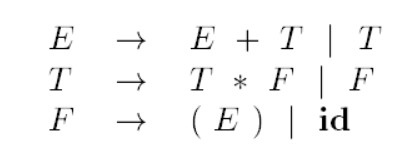 E → E + T | T
T → T * F | F
F → ( E ) | id